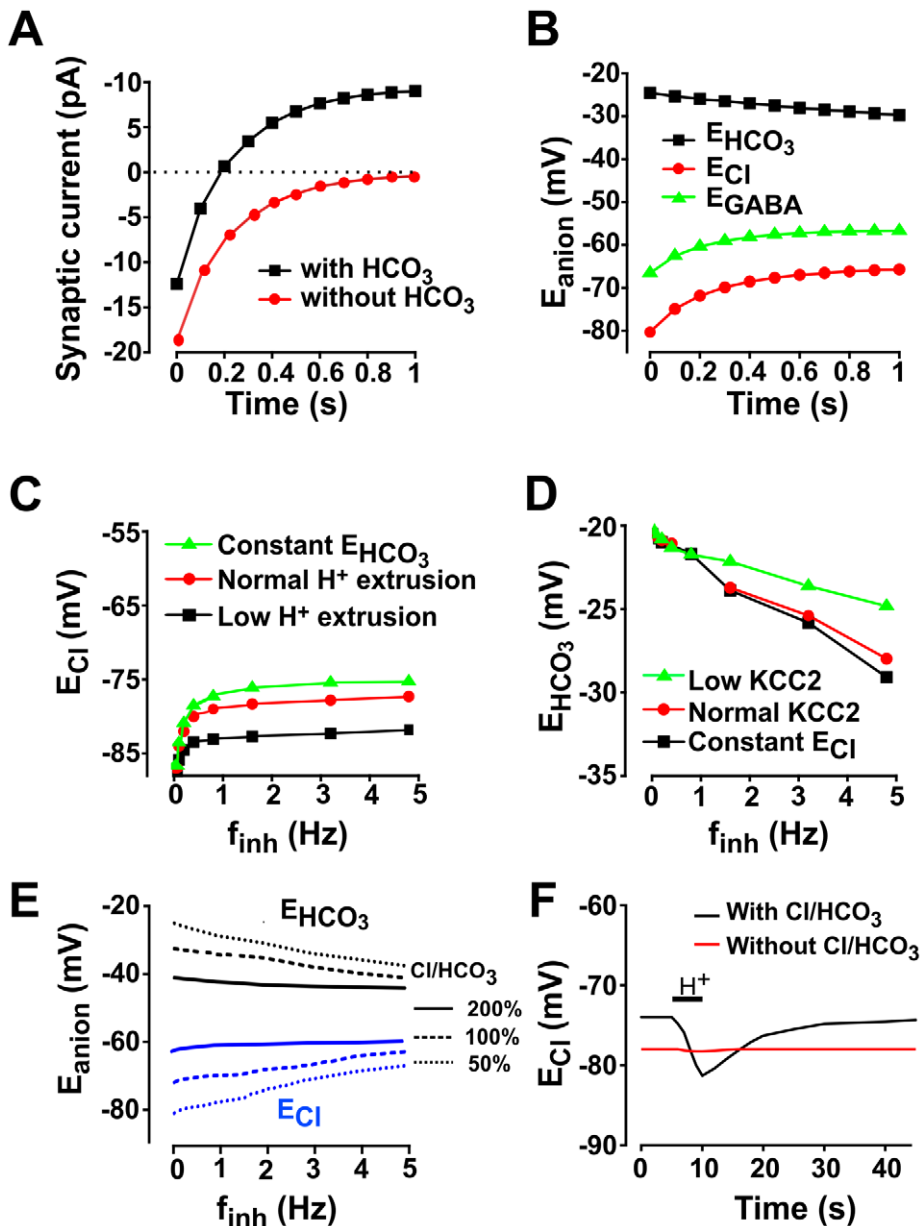 A
Synaptic current (pA)
-10
5
0
-5
-10
-15
-20
with HCO3
without HCO3
0 0.2 0.4 0.6 0.8 1
Time (s)
B
Eanion (mV)
-20
-30
-40
-50
-60
-70
-80
EHCO3
ECl
EGABA
0 0.2 0.4 0.6 0.8 1
Time (s)
C
ECl (mV)
-55
-65
-75
-85
Constant EHCO3
Normal H+ extrusion
Low H+ extrusion
0 1 2 3 4 5
finh (Hz)
D
EHCO3 (mV)
-20
-25
-30
-35
Low KCC2
Normal KCC2
Constant ECl
0 1 2 3 4 5
finh (Hz)
E
Eanion (mV)
-20
-40
-60
-80
EHCO3
Cl/HCO3
200%
100%
50%
ECl
0 1 2 3 4 5
finh (Hz)
F
ECl (mV)
-60
-70
-80
-90
With Cl/HCO3
Without Cl/HCO3
H+
0 10 20 30 40
Time (s)